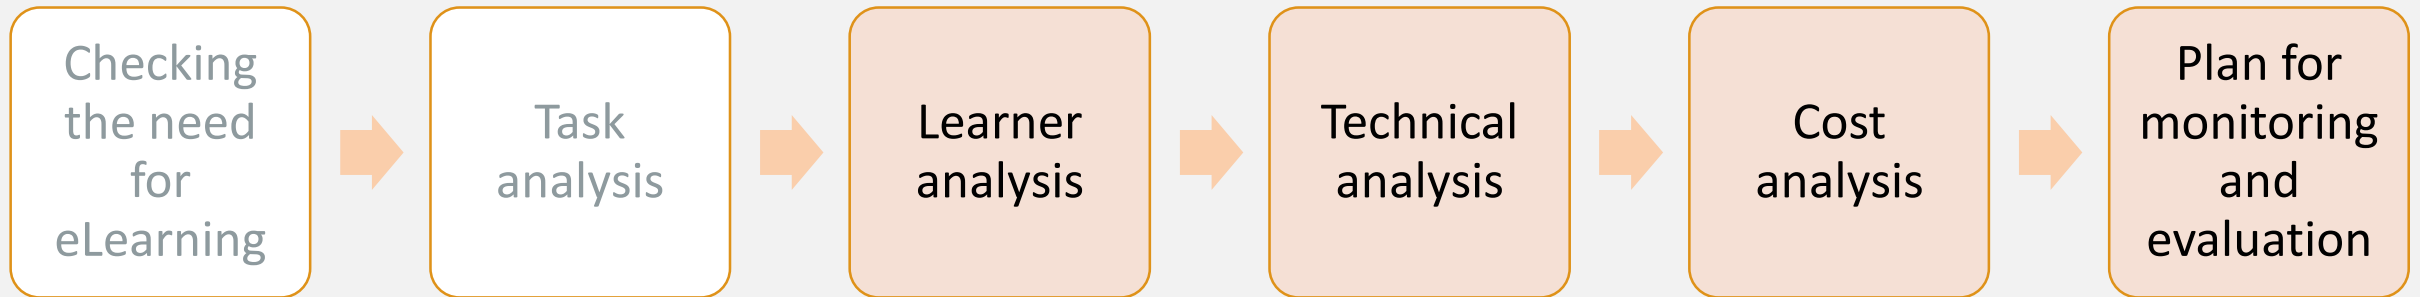 Checking
the need
for
eLearning
Task
analysis
Learner
analysis
Technical
analysis
Cost
analysis
Plan for
monitoring
and
evaluation